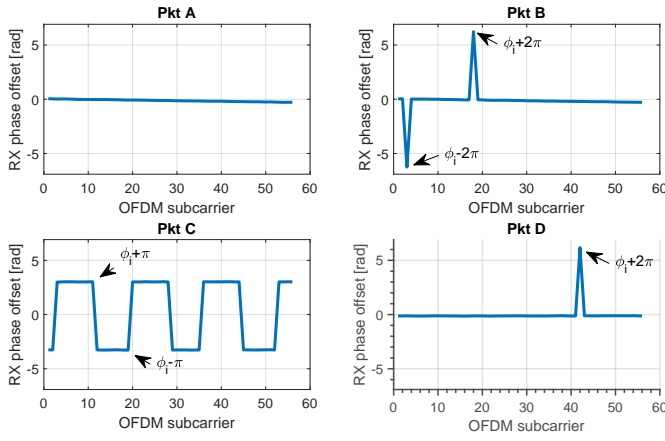 Pkt A
RX phase offset [rad]
5
0
-5
0 10 20 30 40 50 60
OFDM subcarrier
Pkt B
RX phase offset [rad]
5
0
-5
ϕi+2π
ϕi-2π
0 10 20 30 40 50 60
OFDM subcarrier
Pkt C
RX phase offset [rad]
5
0
-5
ϕi+π
ϕi-π
0 10 20 30 40 50 60
OFDM subcarrier
Pkt D
RX phase offset [rad]
5
0
-5
ϕi+2π
0 10 20 30 40 50 60
OFDM subcarrier